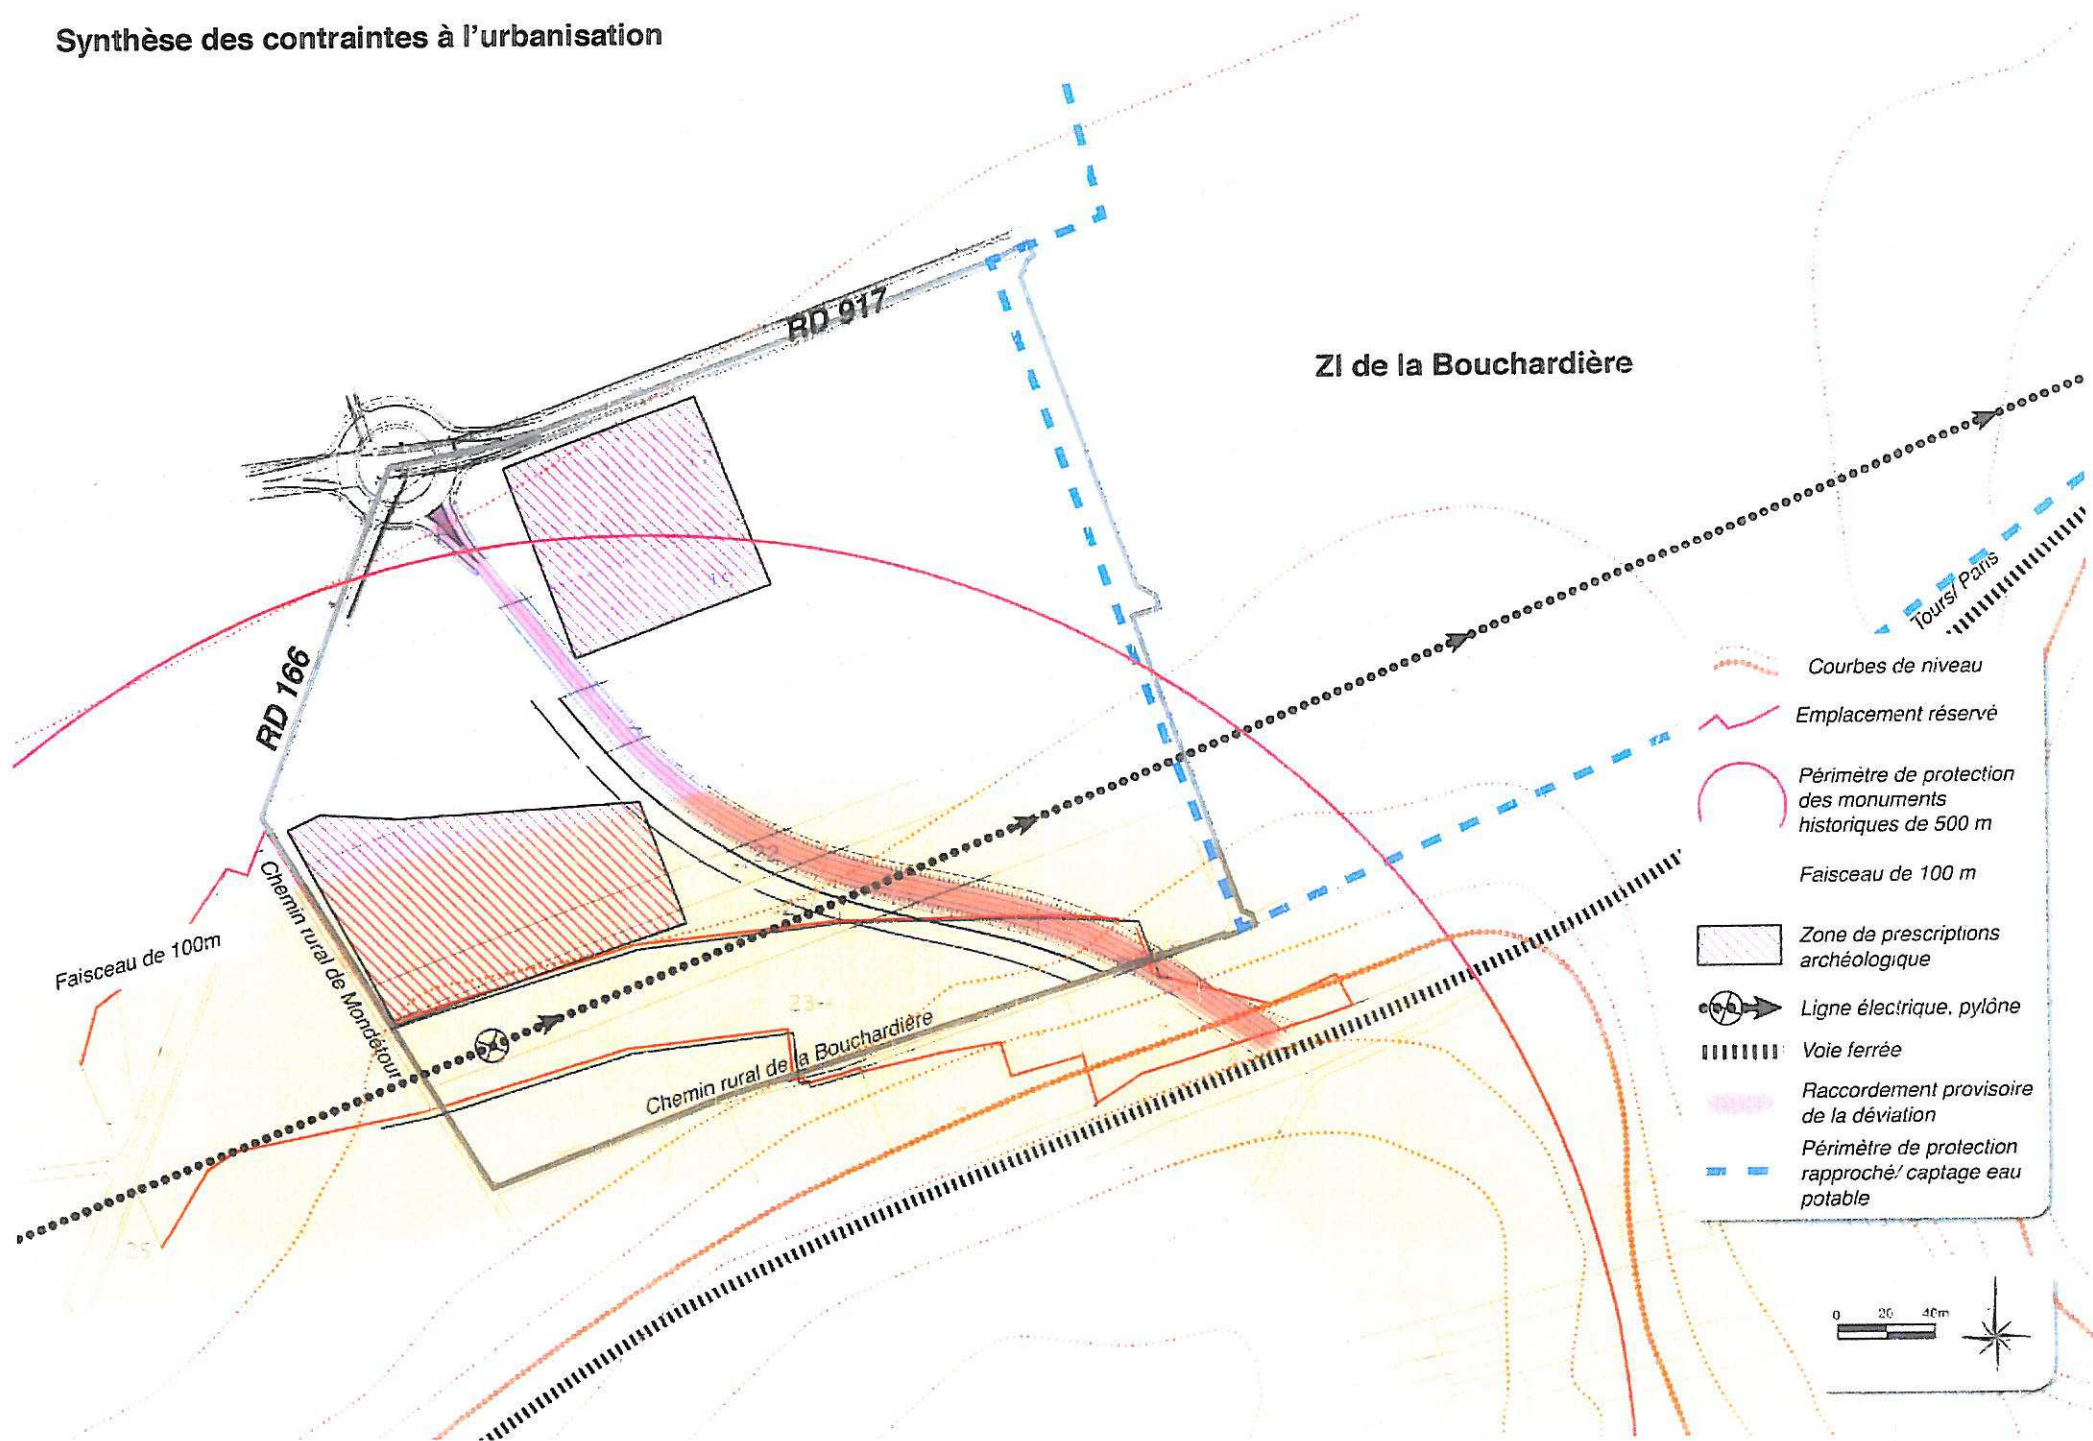 Synthèse des contraintes à l'urbanisation
RD 917
ZI de la Bouchardière
RD 166
Tours/ Paris
Chemin rural de Mondétour
Faisceau de 100m
22
23
25
Chemin rural de la Bouchardière
Courbes de niveau
Emplacement réservé
Périmètre de protection
des monuments
historiques de 500 m
Faisceau de 100 m
Zone de prescriptions
archéologique
Ligne électrique, pylône
Voie ferrée
Raccordement provisoire
de la déviation
Périmètre de protection
rapproché/ captage eau
potable
0 20 40m